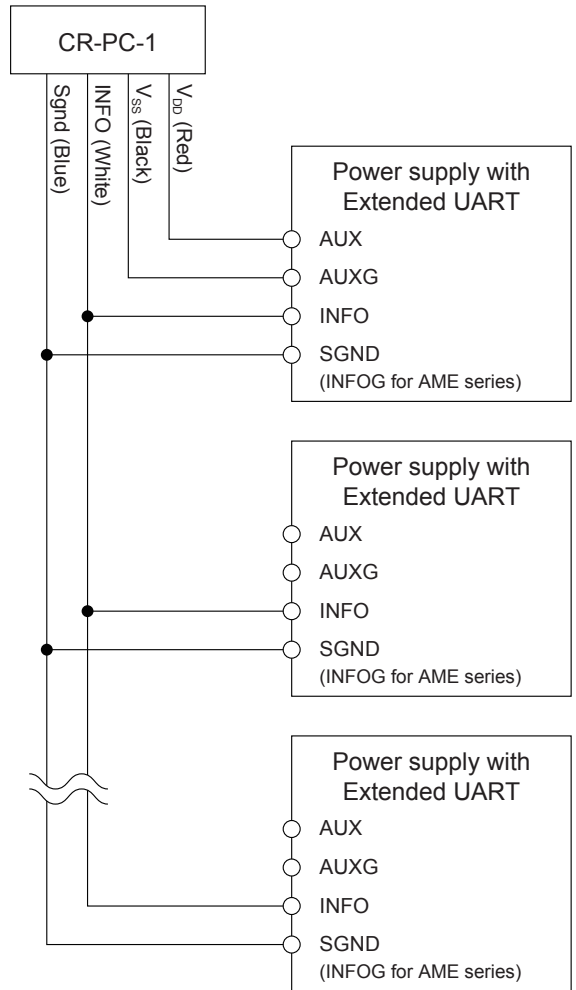 CR-PC-1
Sgnd (Blue)
INFO (White)
VSS (Black)
VDD (Red)
Power supply with
Extended UART
AUX
AUXG
INFO
SGND
(INFOG for AME series)
Power supply with
Extended UART
AUX
AUXG
INFO
SGND
(INFOG for AME series)
Power supply with
Extended UART
AUX
AUXG
INFO
SGND
(INFOG for AME series)